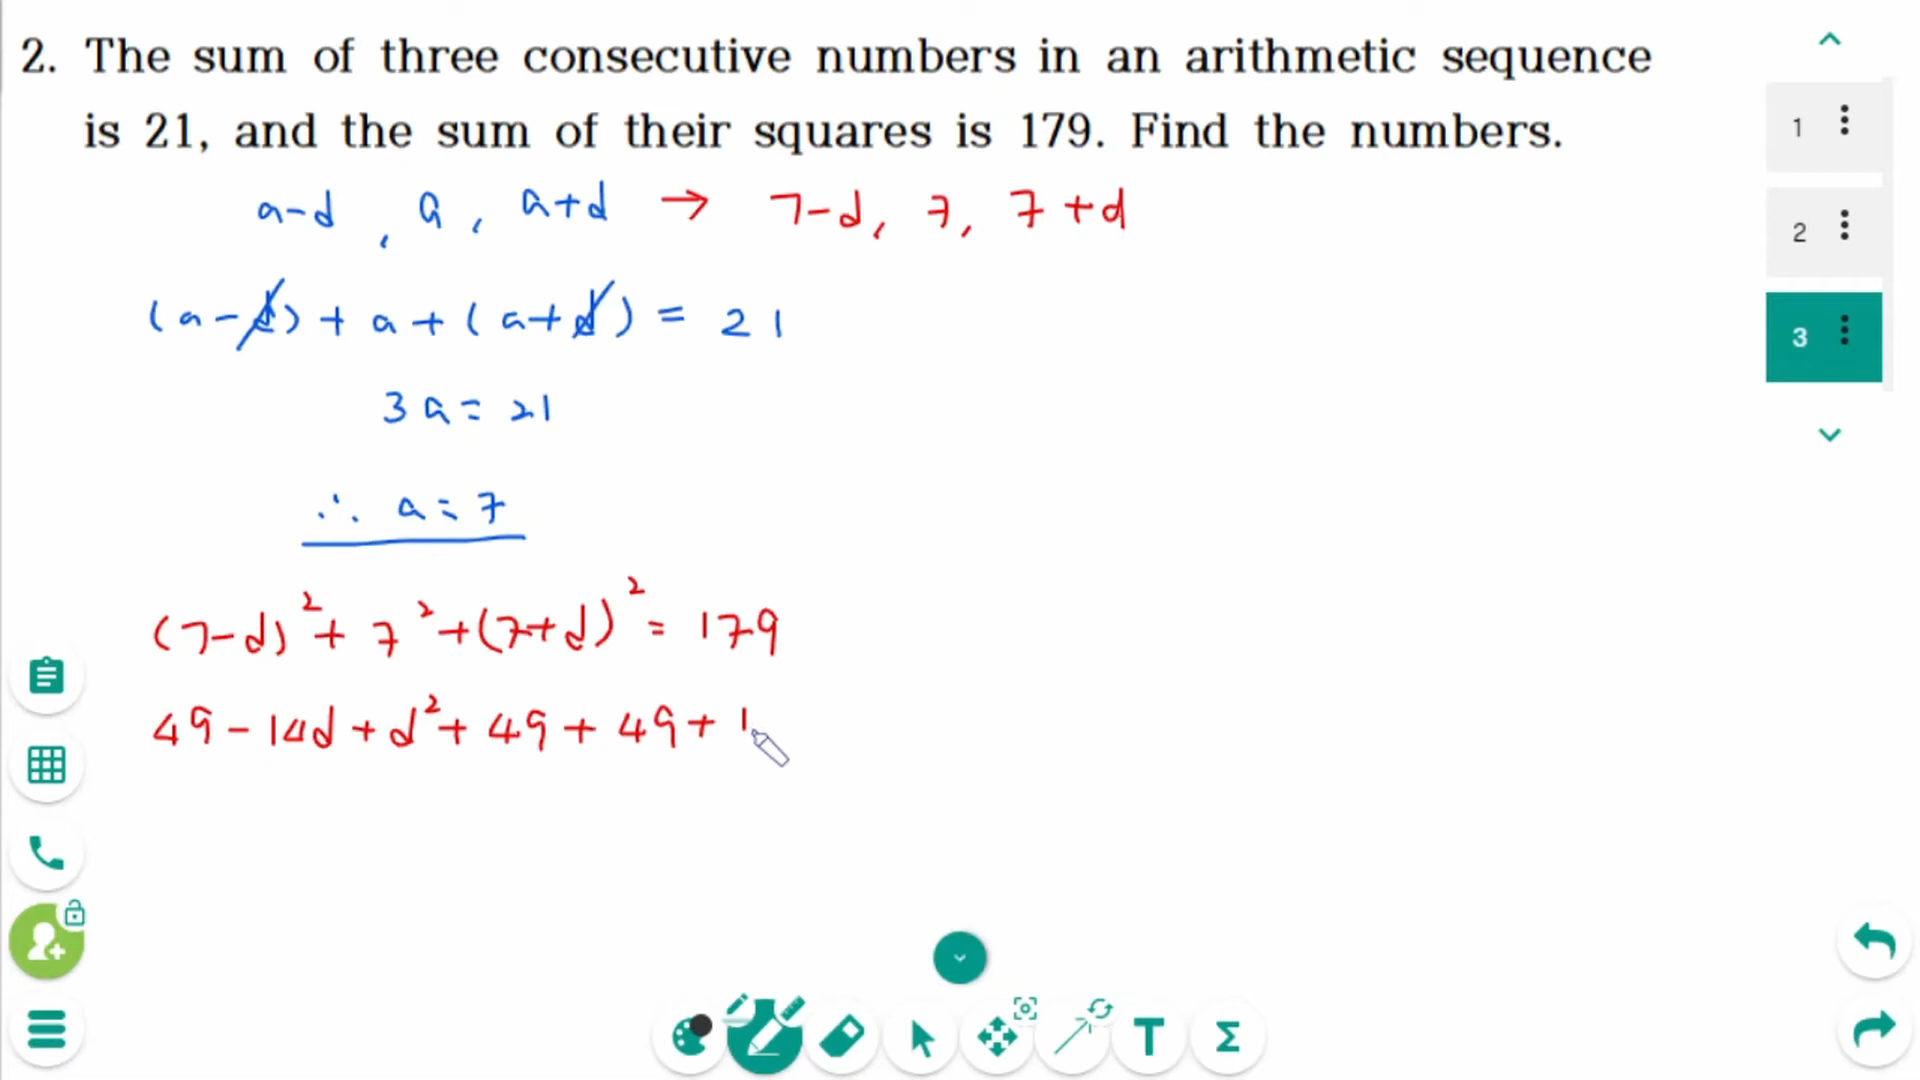 2. The sum of three consecutive numbers in an arithmetic sequence
is 21, and the sum of their squares is 179. Find the numbers.
a-d, a, a+d → 7-d, 7, 7+d
(a-d)+a+(a+d) = 21
3a = 21
∴ a = 7
(7-d)²+7²+(7+d)² = 179
49-14d+d²+49+49+1
1
2
3
T
Σ